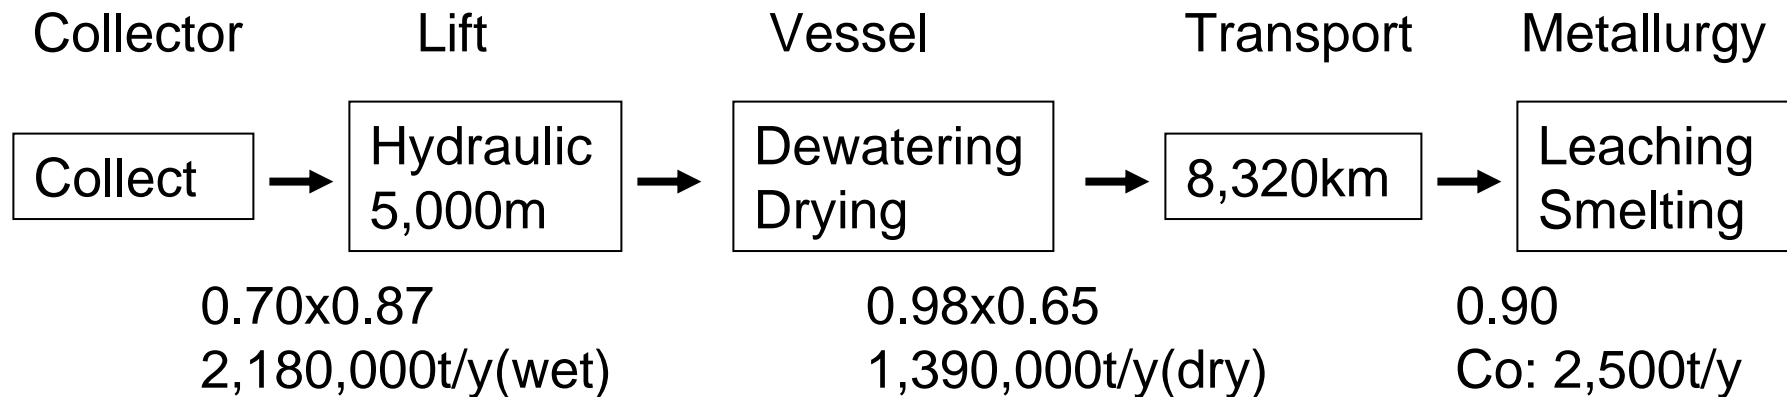 Collector Lift Vessel Transport Metallurgy
Collect
Hydraulic
5,000m
Dewatering
Drying
8,320km
Leaching
Smelting
0.70x0.87
2,180,000t/y(wet)
0.98x0.65
1,390,000t/y(dry)
0.90
Co: 2,500t/y